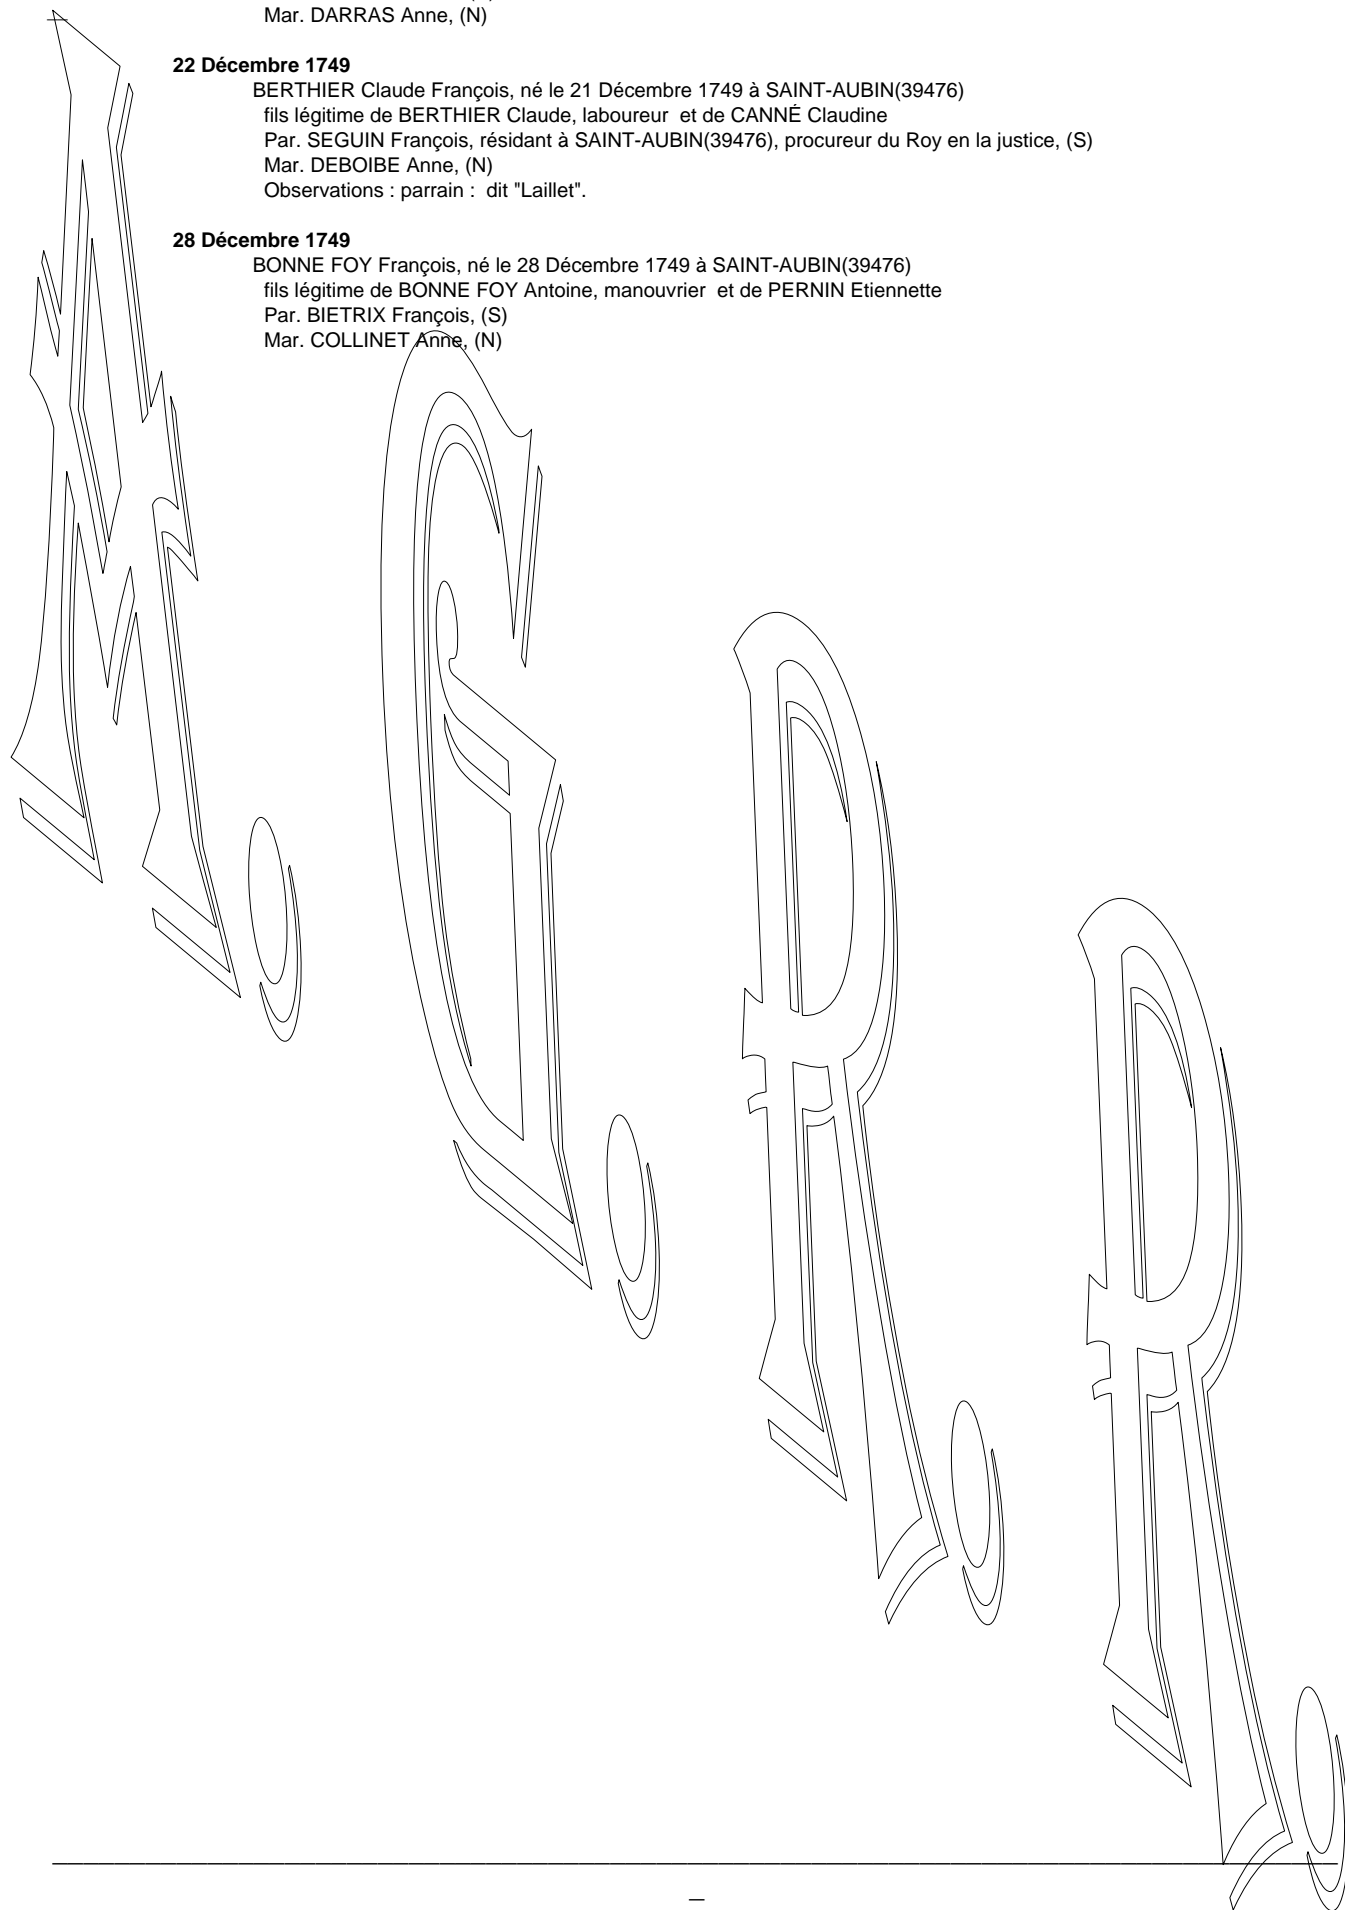 Mar. DARRAS Anne, (N)
22 Décembre 1749
BERTHIER Claude François, né le 21 Décembre 1749 à SAINT-AUBIN(39476)
fils légitime de BERTHIER Claude, laboureur  et de CANNÉ Claudine
Par. SEGUIN François, résidant à SAINT-AUBIN(39476), procureur du Roy en la justice, (S)
Mar. DEBOIBE Anne, (N)
Observations : parrain :  dit "Laillet".
28 Décembre 1749
BONNE FOY François, né le 28 Décembre 1749 à SAINT-AUBIN(39476)
fils légitime de BONNE FOY Antoine, manouvrier  et de PERNIN Etiennette
Par. BIETRIX François, (S)
Mar. COLLINET Anne, (N)
M.G.R.R.